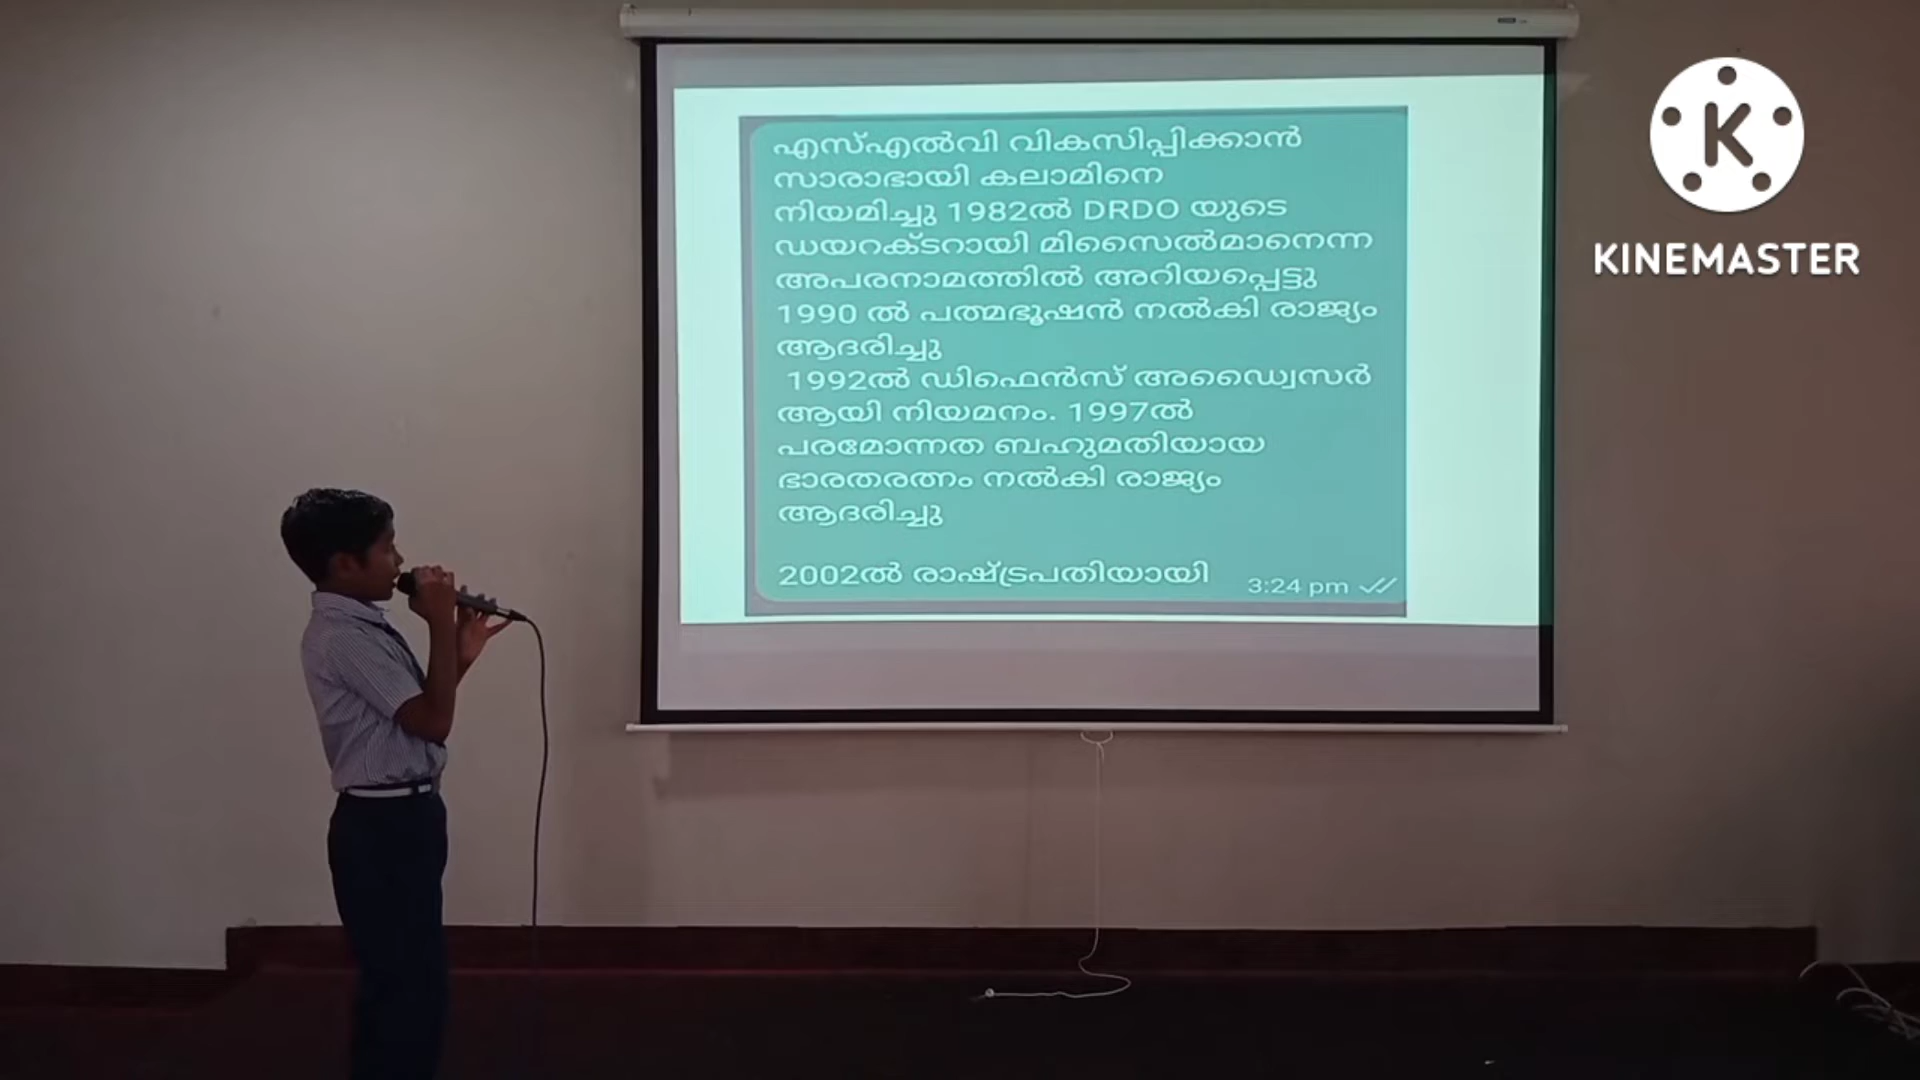 എസ്എൽവി വികസിപ്പിക്കാൻ
സാരാഭായി കലാമിനെ
നിയമിച്ചു 1982ൽ DRDO യുടെ
ഡയറക്ടറായി മിസൈൽമാനെന്ന
അപരനാമത്തിൽ അറിയപ്പെട്ടു
1990 ൽ പത്മഭൂഷൻ നൽകി രാജ്യം
ആദരിച്ചു
1992ൽ ഡിഫെൻസ് അഡ്വൈസർ
ആയി നിയമനം. 1997ൽ
പരമോന്നത ബഹുമതിയായ
ഭാരതരത്നം നൽകി രാജ്യം
ആദരിച്ചു
2002ൽ രാഷ്ട്രപതിയായി
3:24 pm
K
KINEMASTER